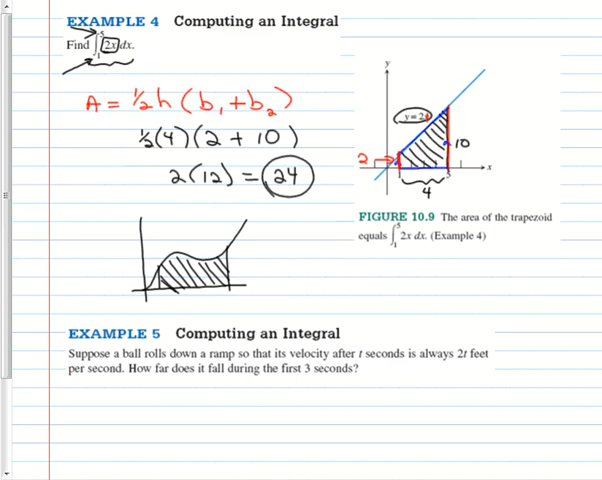 EXAMPLE 4 Computing an Integral
Find ∫₁⁵ 2x dx.
A = ½ h (b₁ + b₂)
½(4)(2 + 10)
2(12) = 24
y
y = 2x
2
10
x
4
FIGURE 10.9 The area of the trapezoid
equals ∫₁⁵ 2x dx. (Example 4)
EXAMPLE 5 Computing an Integral
Suppose a ball rolls down a ramp so that its velocity after t seconds is always 2t feet
per second. How far does it fall during the first 3 seconds?